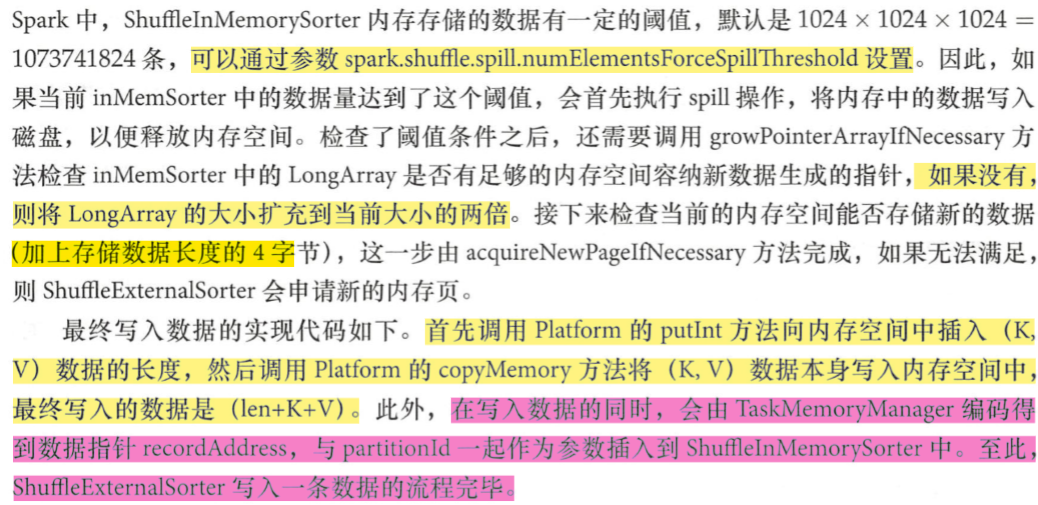 Spark 中，ShuffleInMemorySorter 内存存储的数据有一定的阈值，默认是 1024 × 1024 × 1024 =
1073741824 条，可以通过参数 spark.shuffle.spill.numElementsForceSpillThreshold 设置。因此，如
果当前 inMemSorter 中的数据量达到了这个阈值，会首先执行 spill 操作，将内存中的数据写入
磁盘，以便释放内存空间。检查了阈值条件之后，还需要调用 growPointerArrayIfNecessary 方
法检查 inMemSorter 中的 LongArray 是否有足够的内存空间容纳新数据生成的指针，如果没有，
则将 LongArray 的大小扩充到当前大小的两倍。接下来检查当前的内存空间能否存储新的数据
(加上存储数据长度的 4 字节），这一步由 acquireNewPageIfNecessary 方法完成，如果无法满足，
则 ShuffleExternalSorter 会申请新的内存页。
最终写入数据的实现代码如下。首先调用 Platform 的 putInt 方法向内存空间中插入（K,
V）数据的长度，然后调用 Platform 的 copyMemory 方法将（K, V）数据本身写入内存空间中，
最终写入的数据是（len+K+V）。此外，在写入数据的同时，会由 TaskMemoryManager 编码得
到数据指针 recordAddress，与 partitionId 一起作为参数插入到 ShuffleInMemorySorter 中。至此，
ShuffleExternalSorter 写入一条数据的流程完毕。